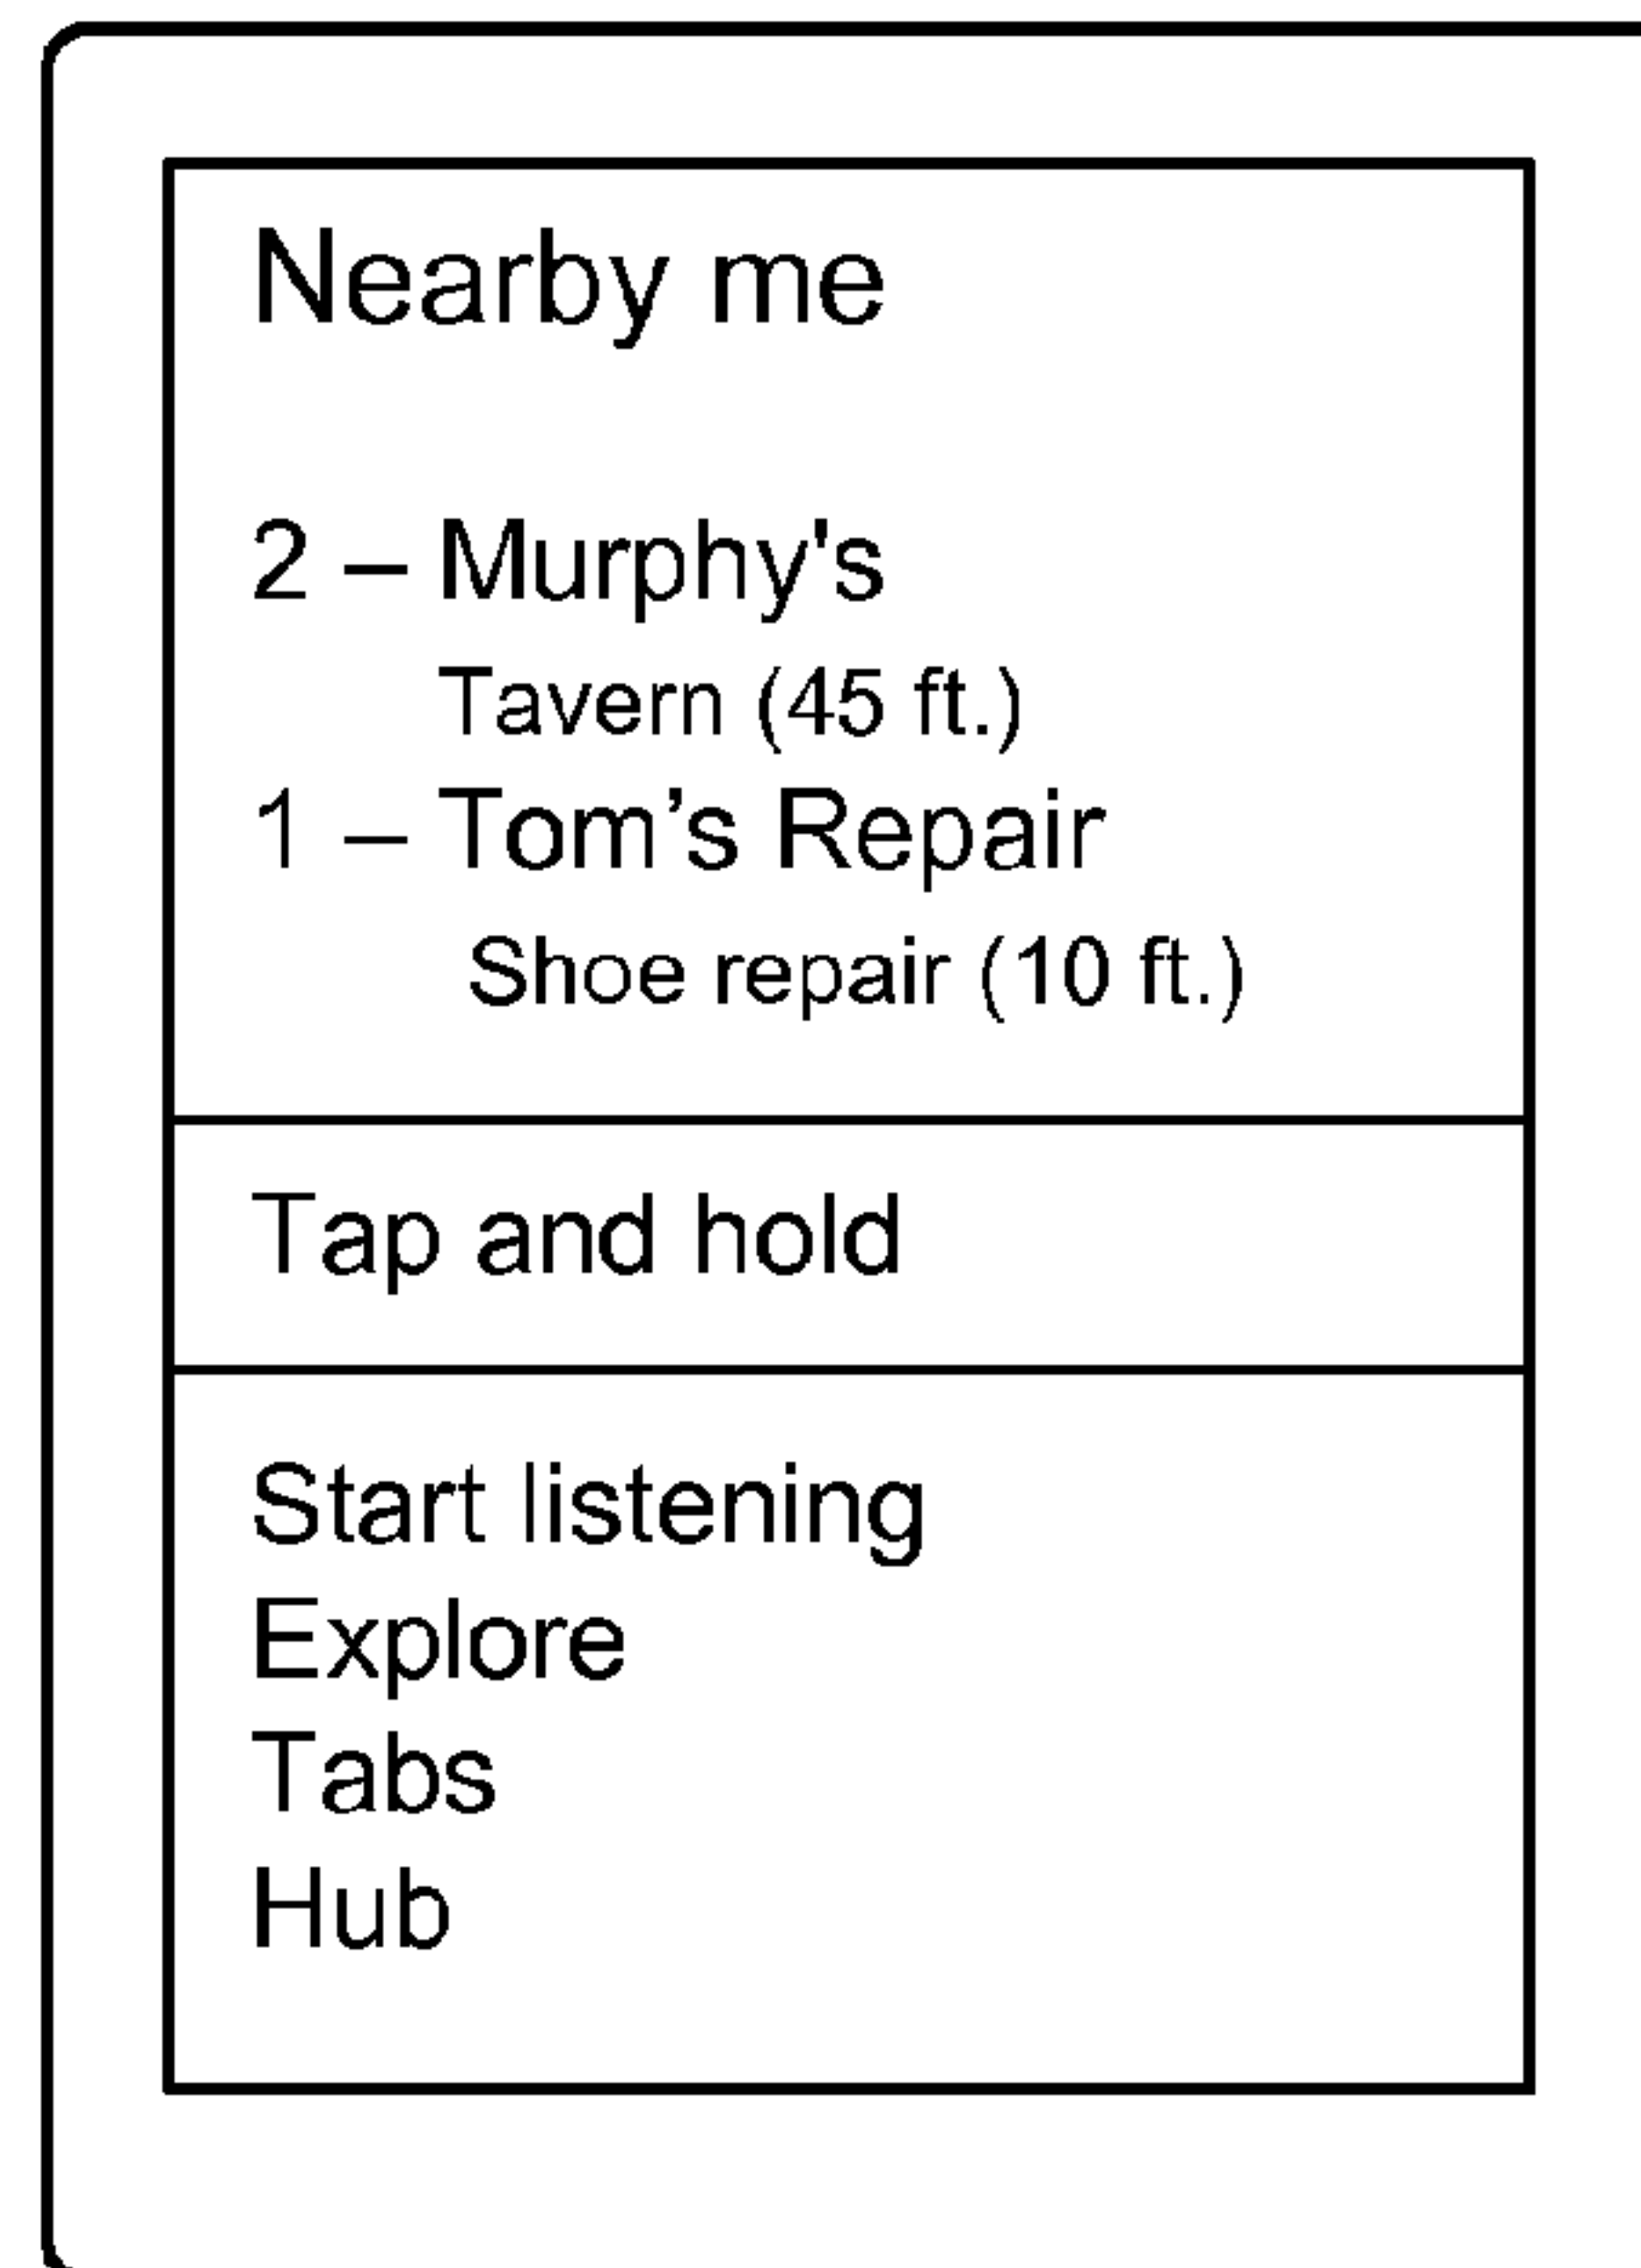 Nearby me
2 – Murphy's
Tavern (45 ft.)
1 – Tom’s Repair
Shoe repair (10 ft.)
Tap and hold
Start listening
Explore
Tabs
Hub